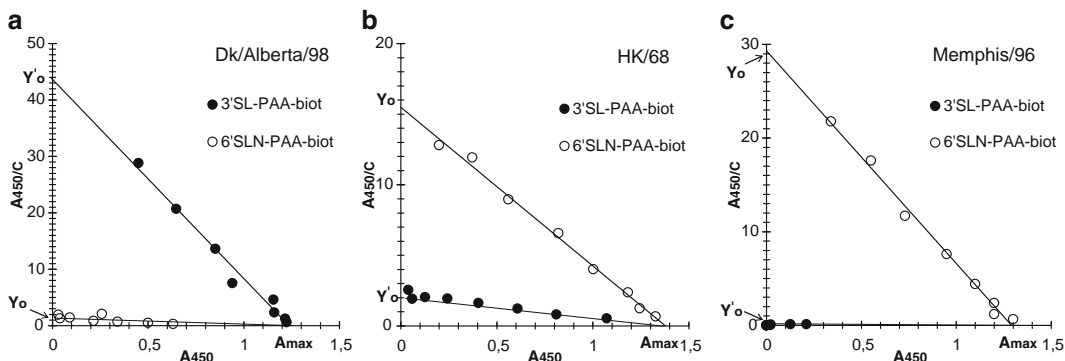 a
50
40
30
20
10
0
Y'o
Yo
A450/C
Dk/Alberta/98
3'SL-PAA-biot
6'SLN-PAA-biot
0
0,5
1
Amax
1,5
A450
b
20
10
0
Yo
Y'o
A450/C
HK/68
3'SL-PAA-biot
6'SLN-PAA-biot
0
0,5
1
Amax
1.5
A450
c
30
20
10
0
Yo
Y'o
A450/C
Memphis/96
3'SL-PAA-biot
6'SLN-PAA-biot
0
0,5
1
Amax
1,5
A450